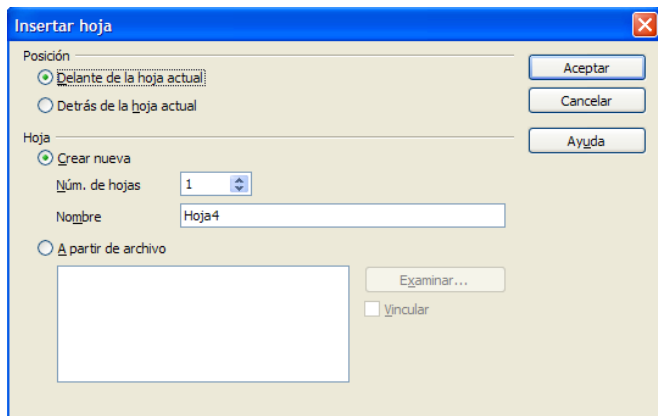 Insertar hoja
Posición
Delante de la hoja actual
Detrás de la hoja actual
Aceptar
Cancelar
Ayuda
Hoja
Crear nueva
Núm. de hojas
1
Nombre
Hoja4
A partir de archivo
Examinar...
Vincular